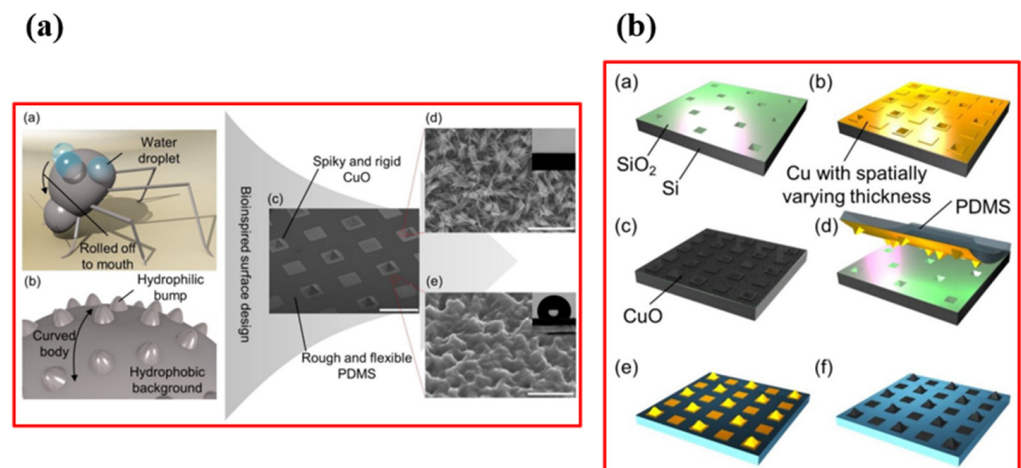 (a)
(a)
Water
droplet
Rolled off
to mouth
(b)
Hydrophilic
bump
Curved
body
Hydrophobic
background
Bioinspired surface design
Spiky and rigid
CuO
(c)
Rough and flexible
PDMS
(d)
(e)
(b)
(a)
SiO2
Si
(b)
Cu with spatially
varying thickness
(c)
CuO
(d)
PDMS
(e)
(f)